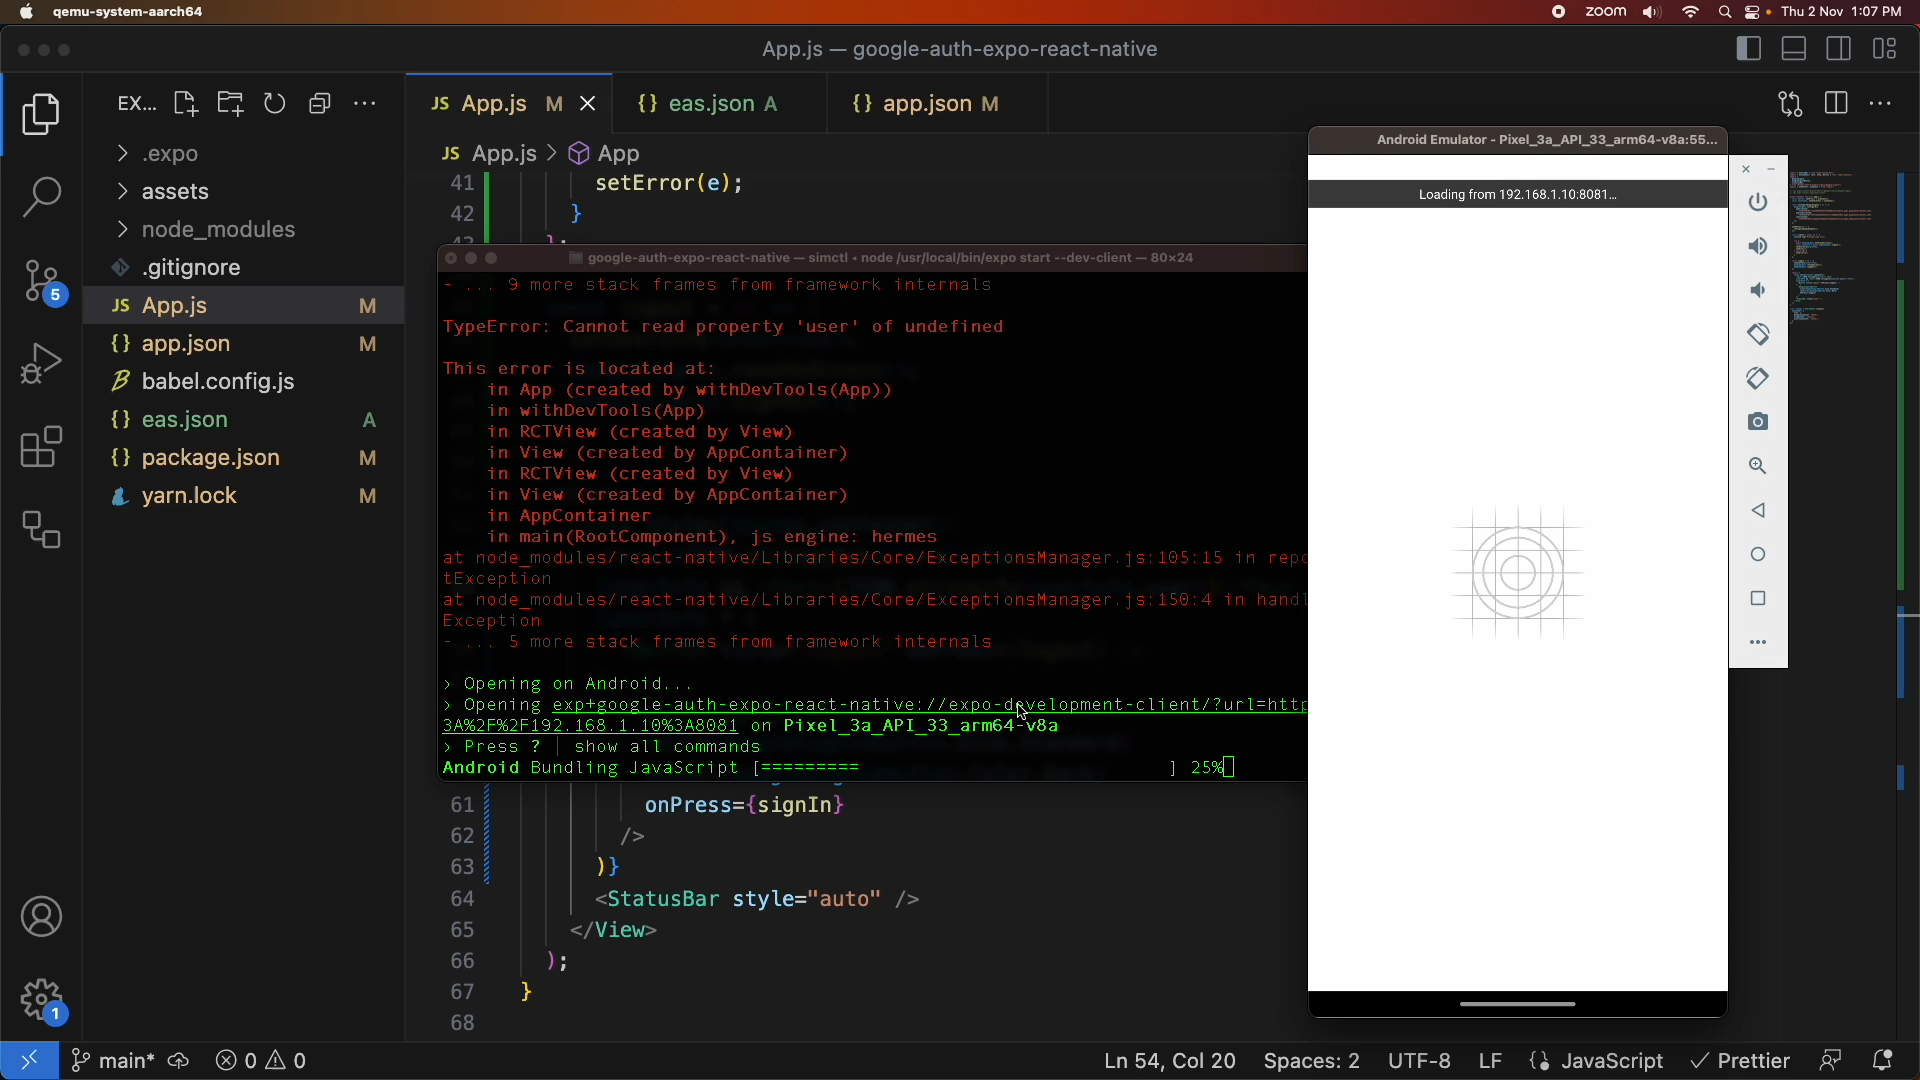 qemu-system-aarch64
zoom
Thu 2 Nov 1:07 PM
App.js — google-auth-expo-react-native
EX...
JS App.js M
{} eas.json A
{} app.json M
.expo
assets
node_modules
.gitignore
JS App.js M
{} app.json M
babel.config.js
{} eas.json A
{} package.json M
yarn.lock M
5
1
JS App.js > App
41 setError(e);
42 }
google-auth-expo-react-native — simctl ◂ node /usr/local/bin/expo start --dev-client — 80×24
- ... 9 more stack frames from framework internals
TypeError: Cannot read property 'user' of undefined
This error is located at:
in App (created by withDevTools(App))
in withDevTools(App)
in RCTView (created by View)
in View (created by AppContainer)
in RCTView (created by View)
in View (created by AppContainer)
in AppContainer
in main(RootComponent), js engine: hermes
at node_modules/react-native/Libraries/Core/ExceptionsManager.js:105:15 in repo
tException
at node_modules/react-native/Libraries/Core/ExceptionsManager.js:150:4 in handl
Exception
- ... 5 more stack frames from framework internals
› Opening on Android...
› Opening exp+google-auth-expo-react-native://expo-development-client/?url=http
3A%2F%2F192.168.1.10%3A8081 on Pixel_3a_API_33_arm64-v8a
› Press ? │ show all commands
Android Bundling JavaScript [========= ] 25%
61 onPress={signIn}
62 />
63 )}
64 <StatusBar style="auto" />
65 </View>
66 );
67 }
68
Android Emulator - Pixel_3a_API_33_arm64-v8a:55...
Loading from 192.168.1.10:8081...
main*
0 0
Ln 54, Col 20
Spaces: 2
UTF-8
LF
{} JavaScript
Prettier